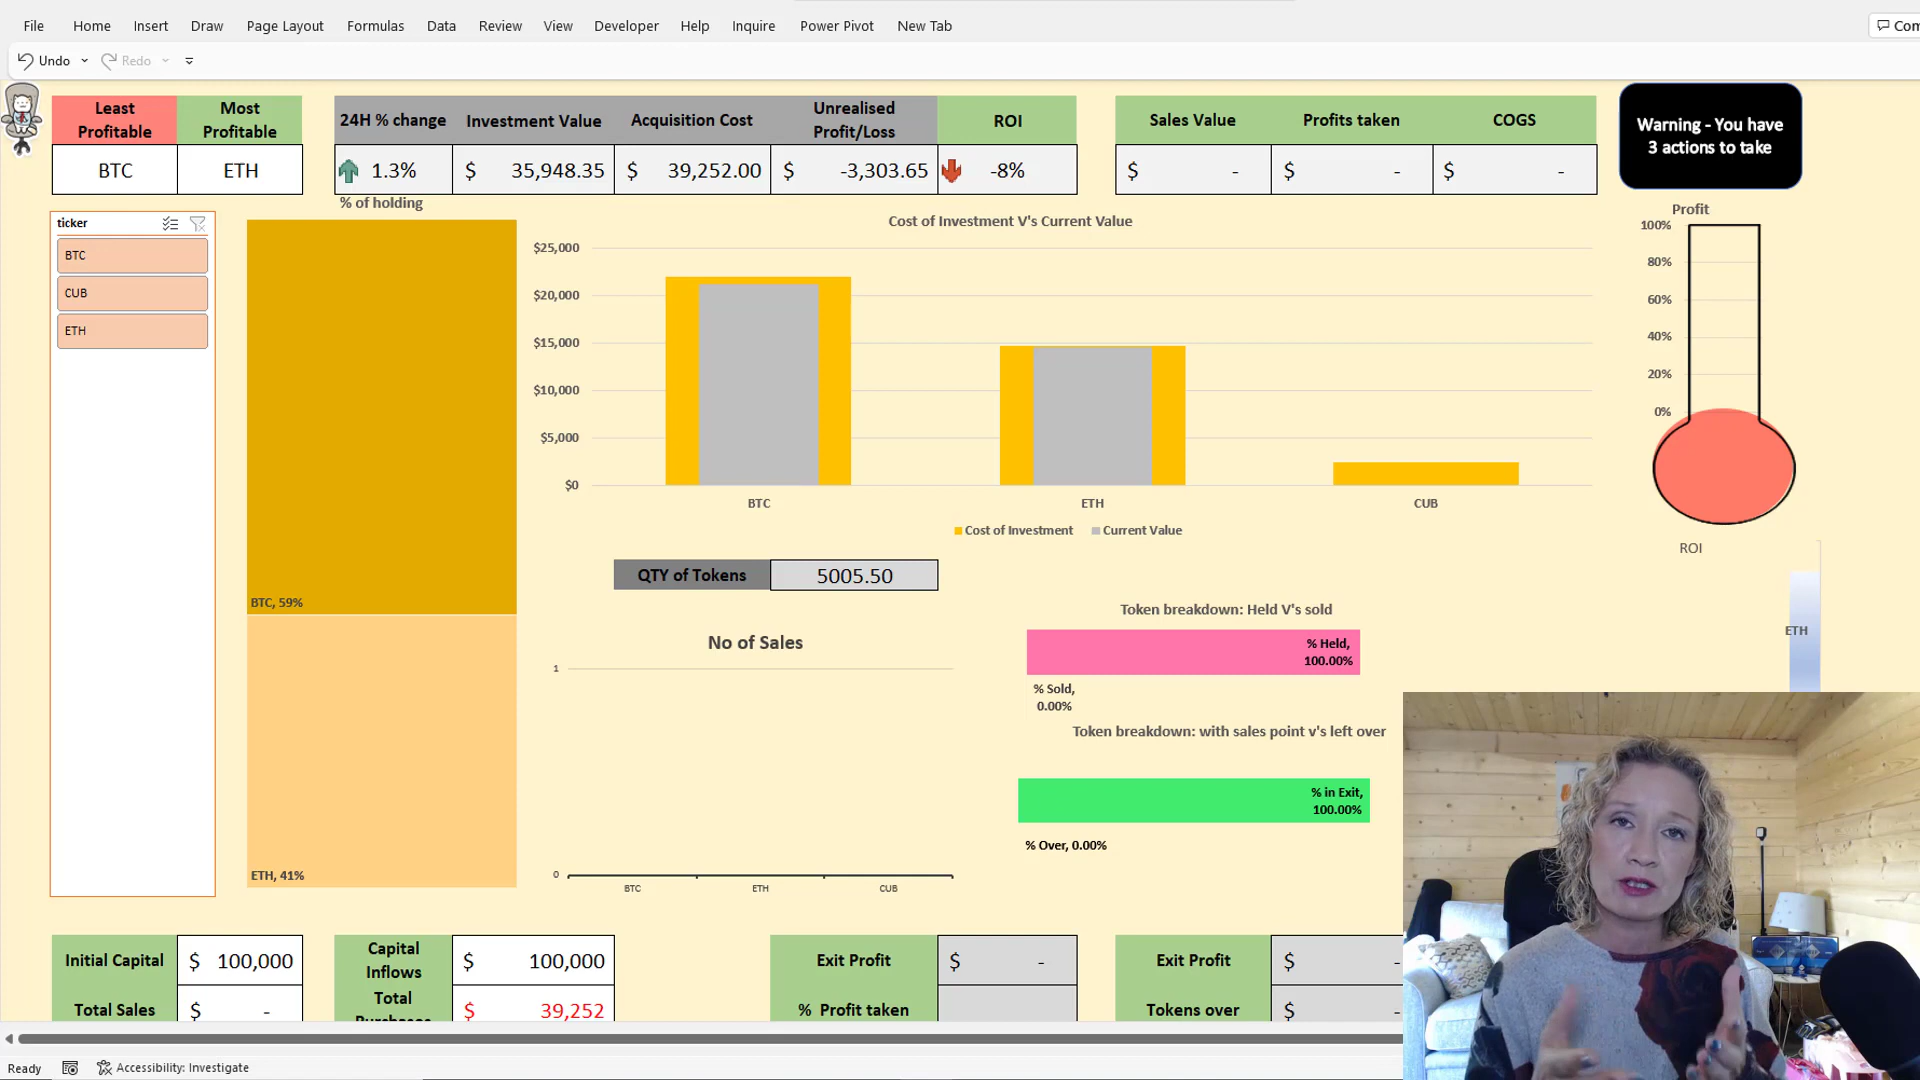 File Home Insert Draw Page Layout Formulas Data Review View Developer Help Inquire Power Pivot New Tab Com
Undo Redo
Least Profitable
Most Profitable
BTC ETH
24H % change Investment Value Acquisition Cost Unrealised Profit/Loss ROI
1.3% $ 35,948.35 $ 39,252.00 $ -3,303.65 -8%
Sales Value Profits taken COGS
$ - $ - $ -
Warning - You have
3 actions to take
ticker
BTC
CUB
ETH
% of holding
BTC, 59%
ETH, 41%
Cost of Investment V's Current Value
$25,000
$20,000
$15,000
$10,000
$5,000
$0
BTC ETH CUB
Cost of Investment Current Value
Profit
100%
80%
60%
40%
20%
0%
ROI
ETH
QTY of Tokens 5005.50
No of Sales
1
0
BTC ETH CUB
Token breakdown: Held V's sold
% Held,
100.00%
% Sold,
0.00%
Token breakdown: with sales point v's left over
% in Exit,
100.00%
% Over, 0.00%
Initial Capital $ 100,000
Total Sales $ -
Capital Inflows $ 100,000
Total Purchases $ 39,252
Exit Profit $ -
% Profit taken
Exit Profit $ -
Tokens over $ -
Ready Accessibility: Investigate